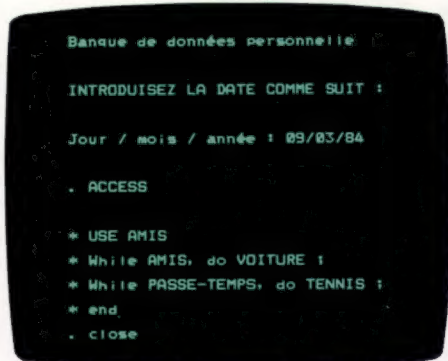 Banque de données personnelle
INTRODUISEZ LA DATE COMME SUIT :
Jour / mois / année : 09/03/84
. ACCESS
* USE AMIS
* While AMIS, do VOITURE ;
* While PASSE-TEMPS, do TENNIS ;
* end
. close